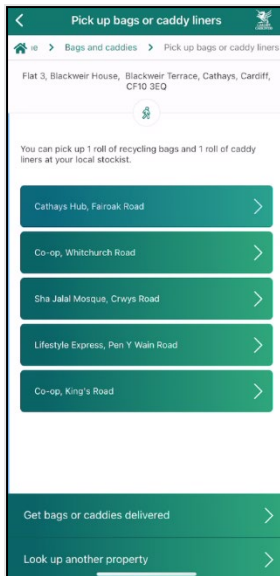 Pick up bags or caddy liners
e > Bags and caddies > Pick up bags or caddy liners
Flat 3, Blackweir House, Blackweir Terrace, Cathays, Cardiff,
CF10 3EQ
You can pick up 1 roll of recycling bags and 1 roll of caddy
liners at your local stockist.
Cathays Hub, Fairoak Road
Co-op, Whitchurch Road
Sha Jalal Mosque, Crwys Road
Lifestyle Express, Pen Y Wain Road
Co-op, King's Road
Get bags or caddies delivered
Look up another property